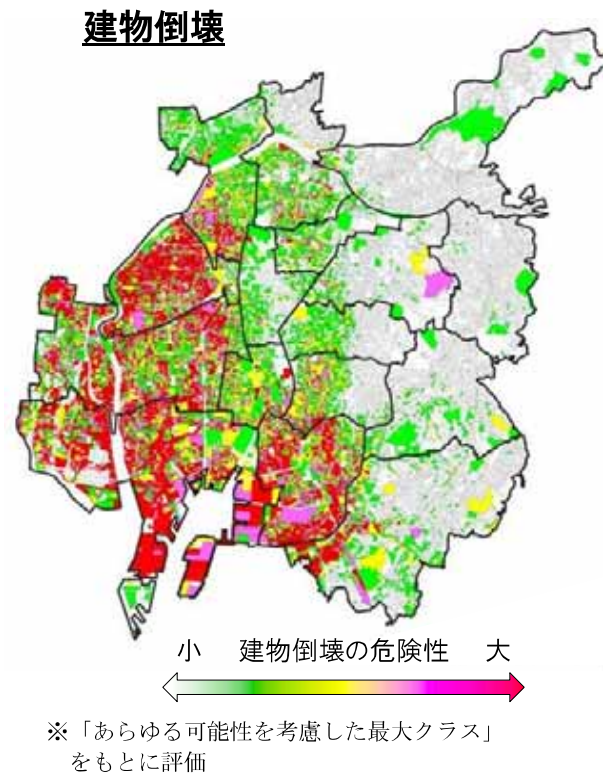 建物倒壊
小 建物倒壊の危険性 大
※「あらゆる可能性を考慮した最大クラス」
をもとに評価